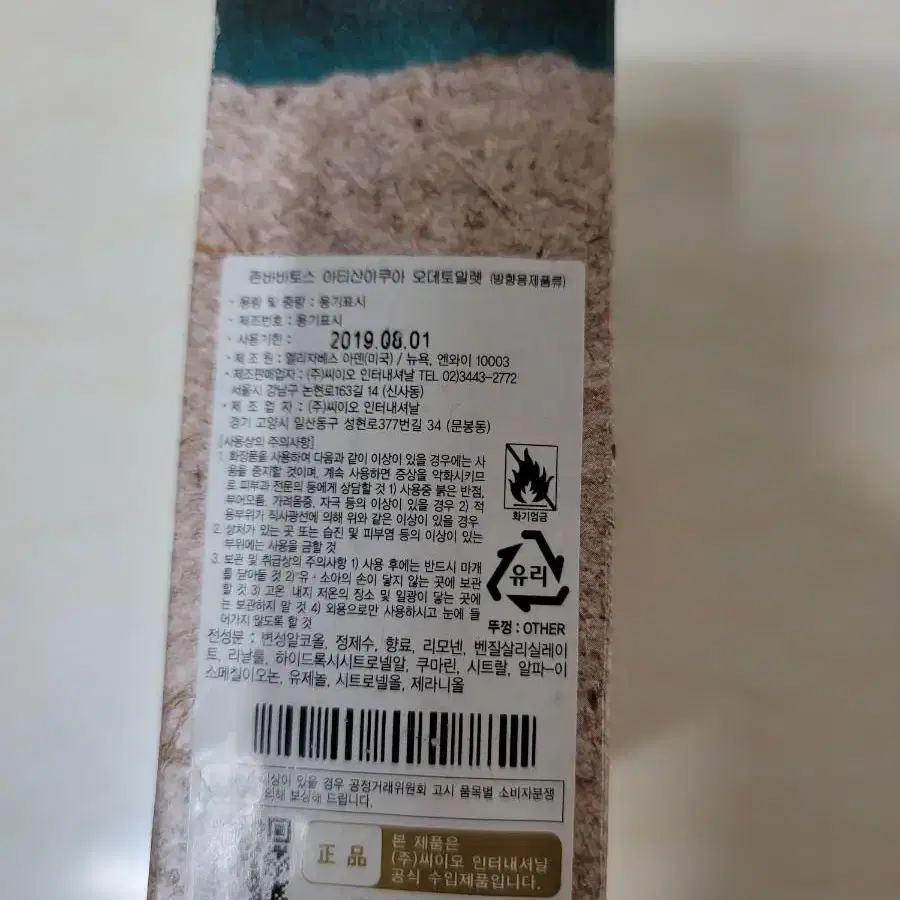 존바바토스 아티산아쿠아 오데토일렛 (방향용제품류)
· 용량 및 중량 : 용기표시
· 제조번호 : 용기표시
· 사용기한 : 2019.08.01
· 제 조 원 : 엘리자베스 아덴(미국) / 뉴욕, 엔와이 10003
· 제조판매업자 : (주)씨이오 인터내셔날 TEL 02)3443-2772
서울시 강남구 논현로163길 14 (신사동)
· 제 조 업 자 : (주)씨이오 인터내셔날
경기 고양시 일산동구 성현로377번길 34 (문봉동)
[사용상의 주의사항]
1. 화장품을 사용하여 다음과 같이 이상이 있을 경우에는 사
용을 중지할 것이며, 계속 사용하면 증상을 악화시키므
로 피부과 전문의 등에게 상담할 것 1) 사용중 붉은 반점,
부어오름, 가려움증, 자극 등의 이상이 있을 경우 2) 적
용부위가 직사광선에 의해 위와 같은 이상이 있을 경우
2. 상처가 있는 곳 또는 습진 및 피부염 등의 이상이 있는
부위에는 사용을 금할 것
3. 보관 및 취급상의 주의사항 1) 사용 후에는 반드시 마개
를 닫아둘 것 2) 유·소아의 손이 닿지 않는 곳에 보관
할 것 3) 고온 내지 저온의 장소 및 일광이 닿는 곳에
는 보관하지 말 것 4) 외용으로만 사용하시고 눈에 들
어가지 않도록 할 것
화기엄금
유리
뚜껑 : OTHER
전성분 : 변성알코올, 정제수, 향료, 리모넨, 벤질살리실레이
트, 리날룰, 하이드록시시트로넬알, 쿠마린, 시트랄, 알파-이
소메칠이오논, 유제놀, 시트로넬올, 제라니올
이상이 있을 경우 공정거래위원회 고시 품목별 소비자분쟁
의해 보상해 드립니다.
正 品
본 제품은
(주)씨이오 인터내셔날
공식 수입제품입니다.